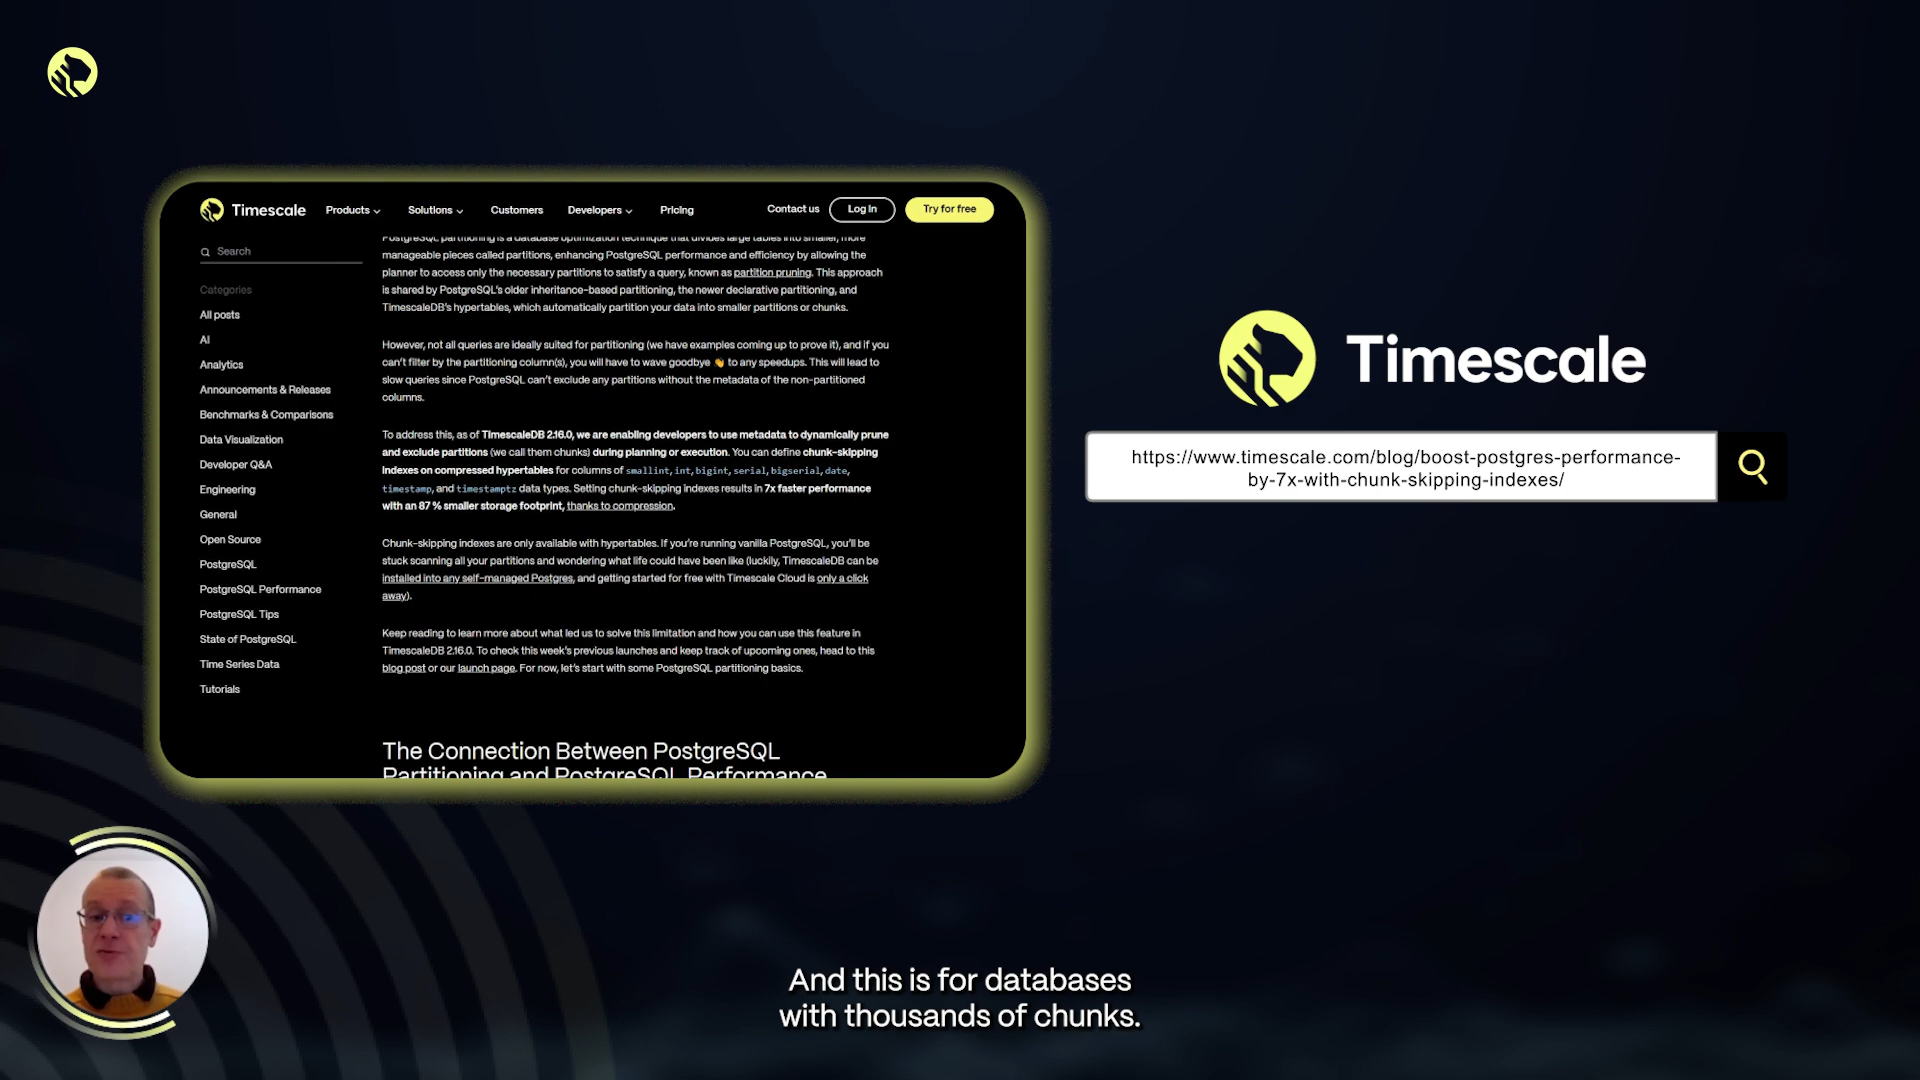 Timescale
Products
Solutions
Customers
Developers
Pricing
Contact us
Log In
Try for free
Search
Categories
All posts
AI
Analytics
Announcements & Releases
Benchmarks & Comparisons
Data Visualization
Developer Q&A
Engineering
General
Open Source
PostgreSQL
PostgreSQL Performance
PostgreSQL Tips
State of PostgreSQL
Time Series Data
Tutorials
PostgreSQL partitioning is a database optimization technique that divides large tables into smaller, more
manageable pieces called partitions, enhancing PostgreSQL performance and efficiency by allowing the
planner to access only the necessary partitions to satisfy a query, known as partition pruning. This approach
is shared by PostgreSQL's older inheritance-based partitioning, the newer declarative partitioning, and
TimescaleDB's hypertables, which automatically partition your data into smaller partitions or chunks.
However, not all queries are ideally suited for partitioning (we have examples coming up to prove it), and if you
can't filter by the partitioning column(s), you will have to wave goodbye 👋 to any speedups. This will lead to
slow queries since PostgreSQL can't exclude any partitions without the metadata of the non-partitioned
columns.
To address this, as of TimescaleDB 2.16.0, we are enabling developers to use metadata to dynamically prune
and exclude partitions (we call them chunks) during planning or execution. You can define chunk-skipping
indexes on compressed hypertables for columns of smallint, int, bigint, serial, bigserial, date,
timestamp, and timestamptz data types. Setting chunk-skipping indexes results in 7x faster performance
with an 87 % smaller storage footprint, thanks to compression.
Chunk-skipping indexes are only available with hypertables. If you're running vanilla PostgreSQL, you'll be
stuck scanning all your partitions and wondering what life could have been like (luckily, TimescaleDB can be
installed into any self-managed Postgres, and getting started for free with Timescale Cloud is only a click
away).
Keep reading to learn more about what led us to solve this limitation and how you can use this feature in
TimescaleDB 2.16.0. To check this week's previous launches and keep track of upcoming ones, head to this
blog post or our launch page. For now, let's start with some PostgreSQL partitioning basics.
The Connection Between PostgreSQL
Partitioning and PostgreSQL Performance
Timescale
https://www.timescale.com/blog/boost-postgres-performance-
by-7x-with-chunk-skipping-indexes/
And this is for databases
with thousands of chunks.